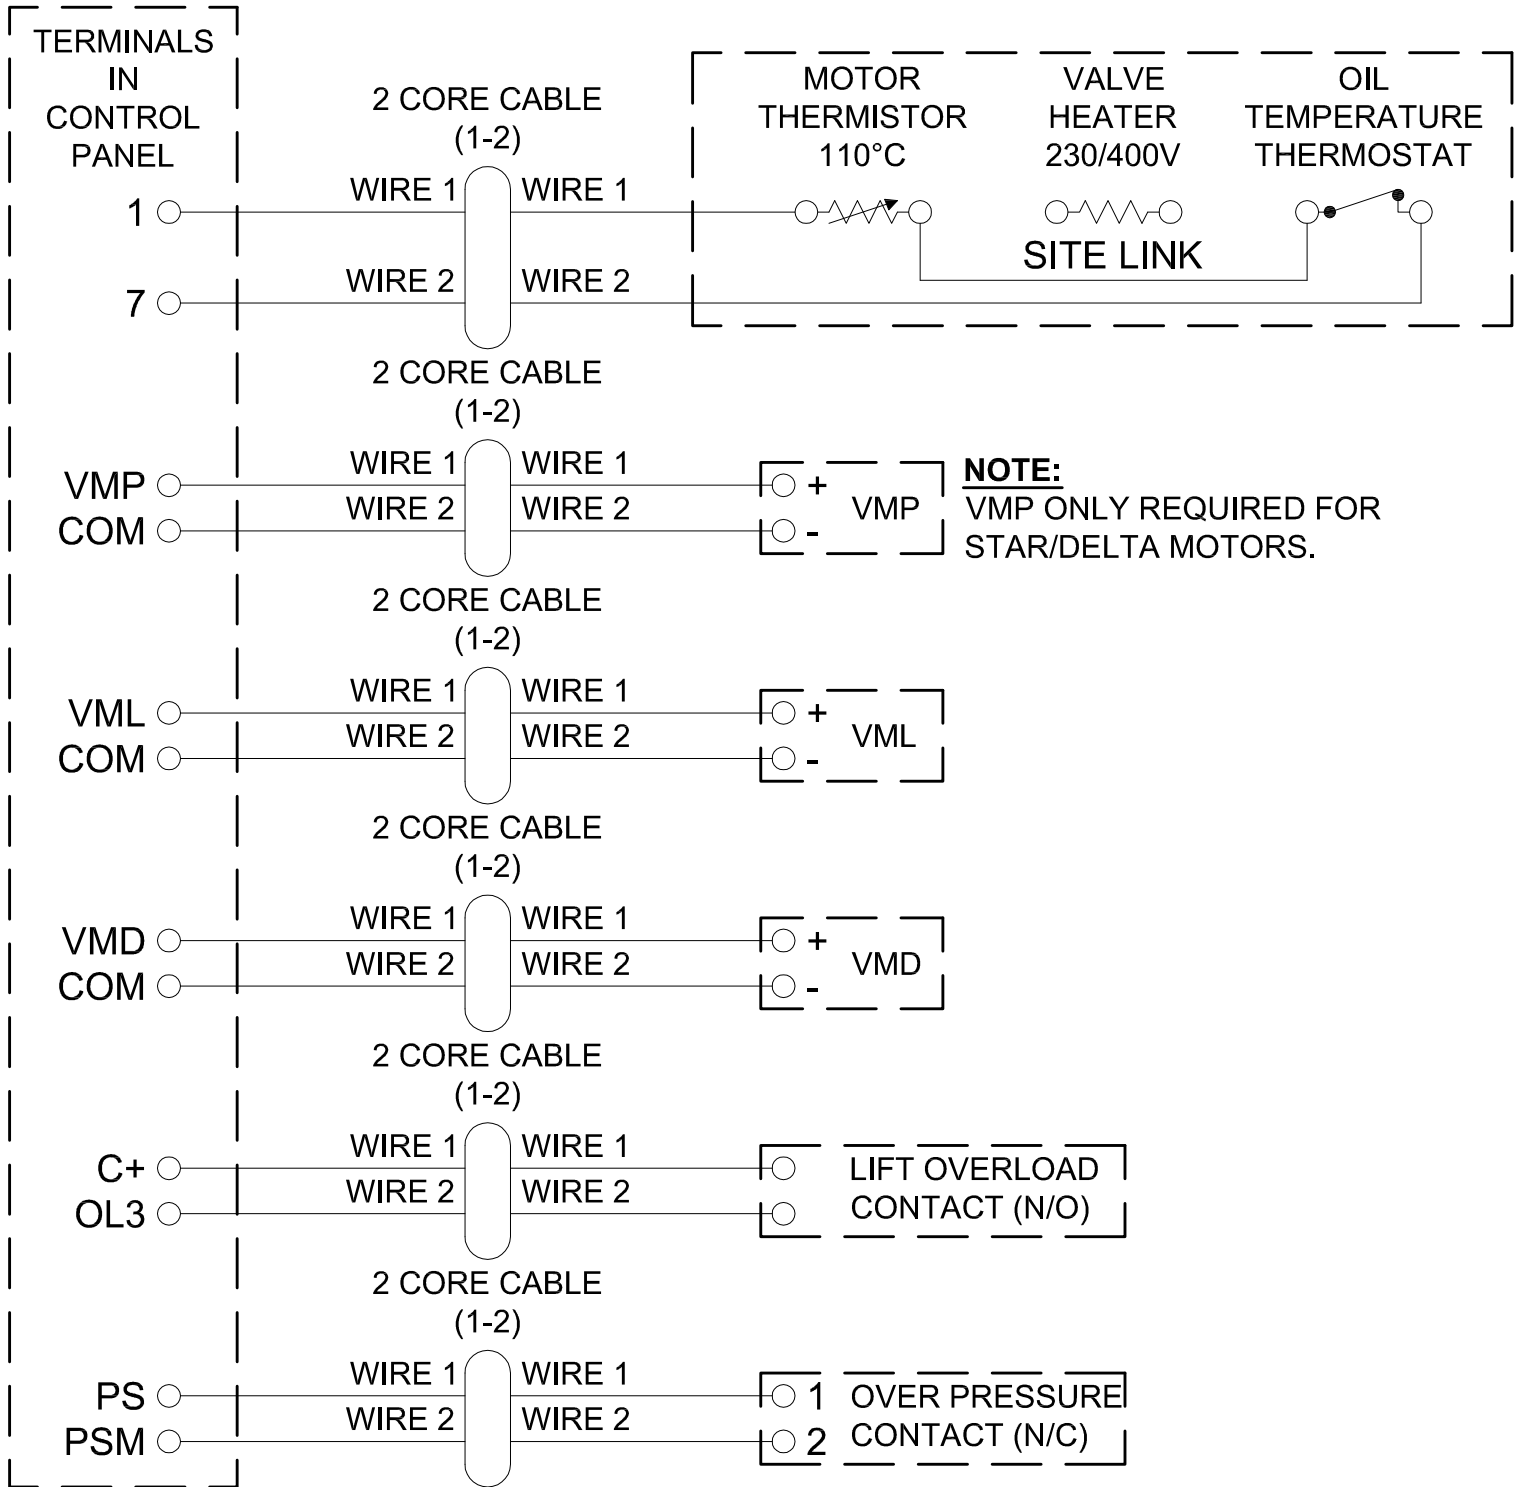 TERMINALS
IN
CONTROL
PANEL
2 CORE CABLE
(1-2)
MOTOR
THERMISTOR
110°C
VALVE
HEATER
230/400V
OIL
TEMPERATURE
THERMOSTAT
1
WIRE 1 WIRE 1
SITE LINK
7
WIRE 2 WIRE 2
2 CORE CABLE
(1-2)
VMP
WIRE 1 WIRE 1
+
COM
WIRE 2 WIRE 2
-
VMP
NOTE:
VMP ONLY REQUIRED FOR
STAR/DELTA MOTORS.
2 CORE CABLE
(1-2)
VML
WIRE 1 WIRE 1
+
COM
WIRE 2 WIRE 2
-
VML
2 CORE CABLE
(1-2)
VMD
WIRE 1 WIRE 1
+
COM
WIRE 2 WIRE 2
-
VMD
2 CORE CABLE
(1-2)
C+
WIRE 1 WIRE 1
OL3
WIRE 2 WIRE 2
LIFT OVERLOAD
CONTACT (N/O)
2 CORE CABLE
(1-2)
PS
WIRE 1 WIRE 1
1
PSM
WIRE 2 WIRE 2
2
OVER PRESSURE
CONTACT (N/C)